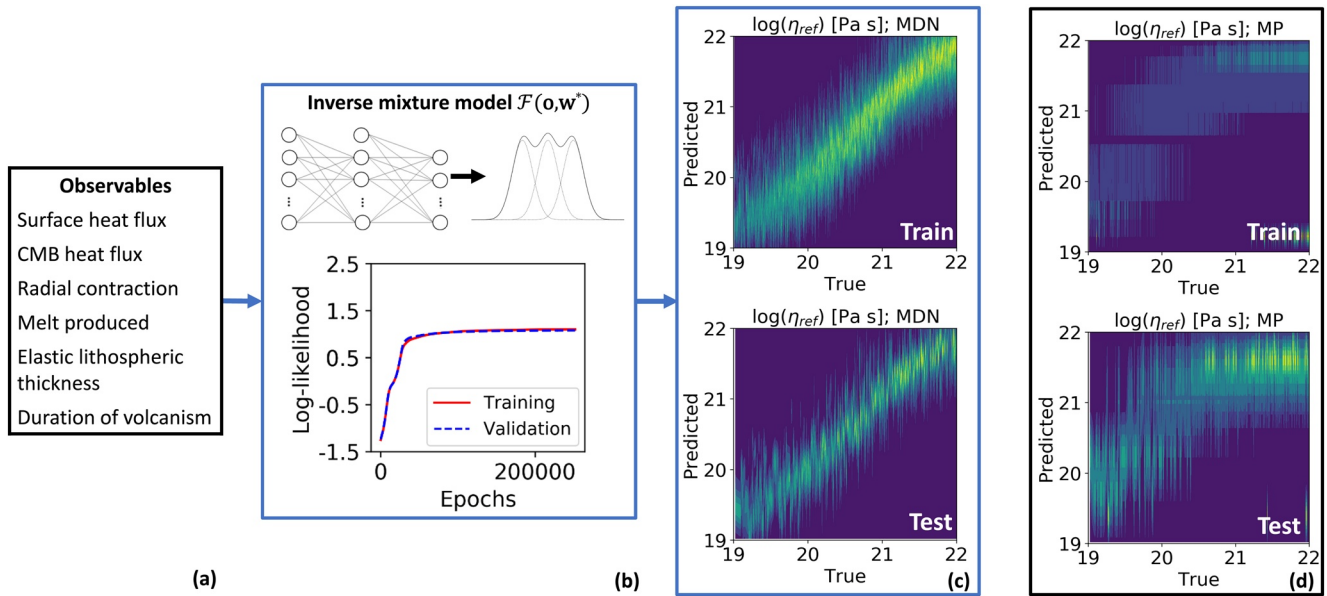 Observables
Surface heat flux
CMB heat flux
Radial contraction
Melt produced
Elastic lithospheric
thickness
Duration of volcanism
(a)
Inverse mixture model ℱ(o,w*)
...
...
...
2.5
1.5
0.5
-0.5
-1.5
Log-likelihood
Training
Validation
0
200000
Epochs
(b)
log(η_ref) [Pa s]; MDN
22
21
20
19
Predicted
Train
19
20
21
22
True
log(η_ref) [Pa s]; MDN
22
21
20
19
Predicted
Test
19
20
21
22
True
(c)
log(η_ref) [Pa s]; MP
22
21
20
19
Predicted
Train
19
20
21
22
True
log(η_ref) [Pa s]; MP
22
21
20
19
Predicted
Test
19
20
21
22
True
(d)